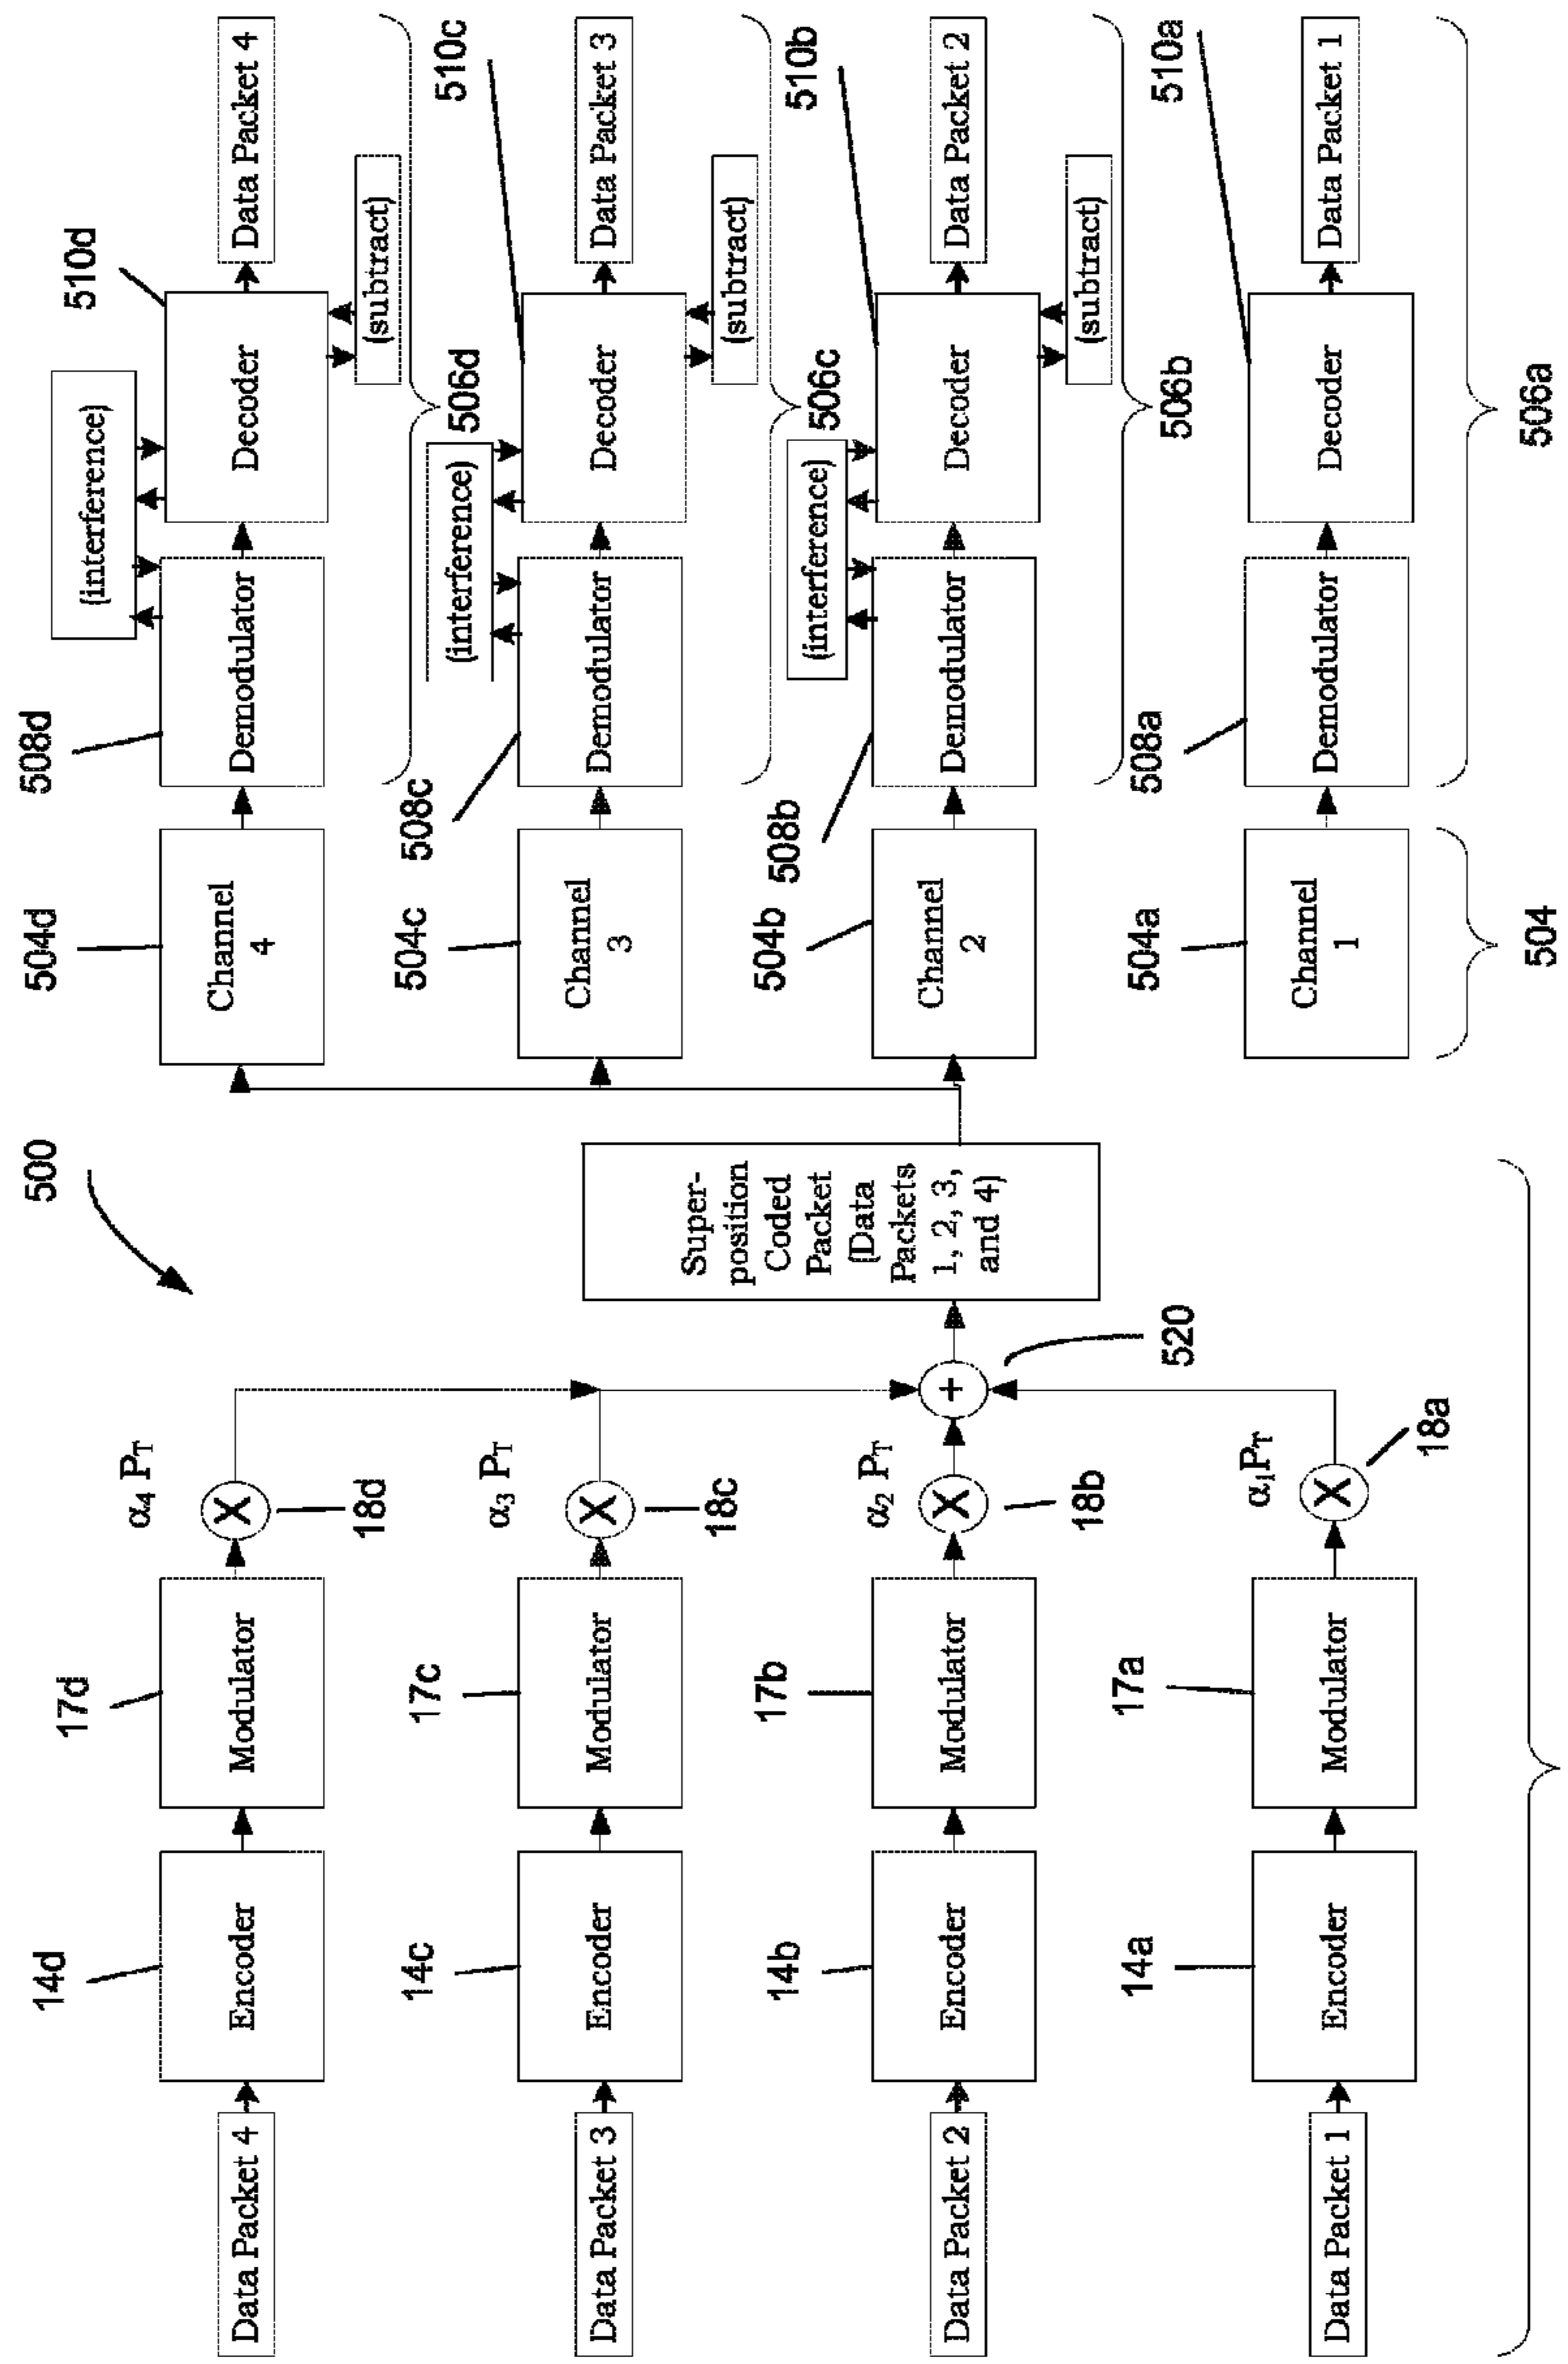 500
14d
17d
α4 PT
504d
508d
510d
Data Packet 4
Encoder
Modulator
X
18d
Channel
4
Demodulator
(interference)
Decoder
(subtract)
Data Packet 4
14c
17c
α3 PT
504c
508c
506d
510c
Data Packet 3
Encoder
Modulator
X
18c
Channel
3
Demodulator
(interference)
Decoder
(subtract)
Data Packet 3
Super-
position
Coded
Packet
(Data
Packets
1, 2, 3,
and 4)
14b
17b
α2 PT
504b
508b
506c
510b
Data Packet 2
Encoder
Modulator
X
18b
+
520
Channel
2
Demodulator
(interference)
Decoder
(subtract)
Data Packet 2
14a
17a
α1PT
504a
508a
506b
510a
Data Packet 1
Encoder
Modulator
X
18a
Channel
1
Demodulator
Decoder
Data Packet 1
504
506a